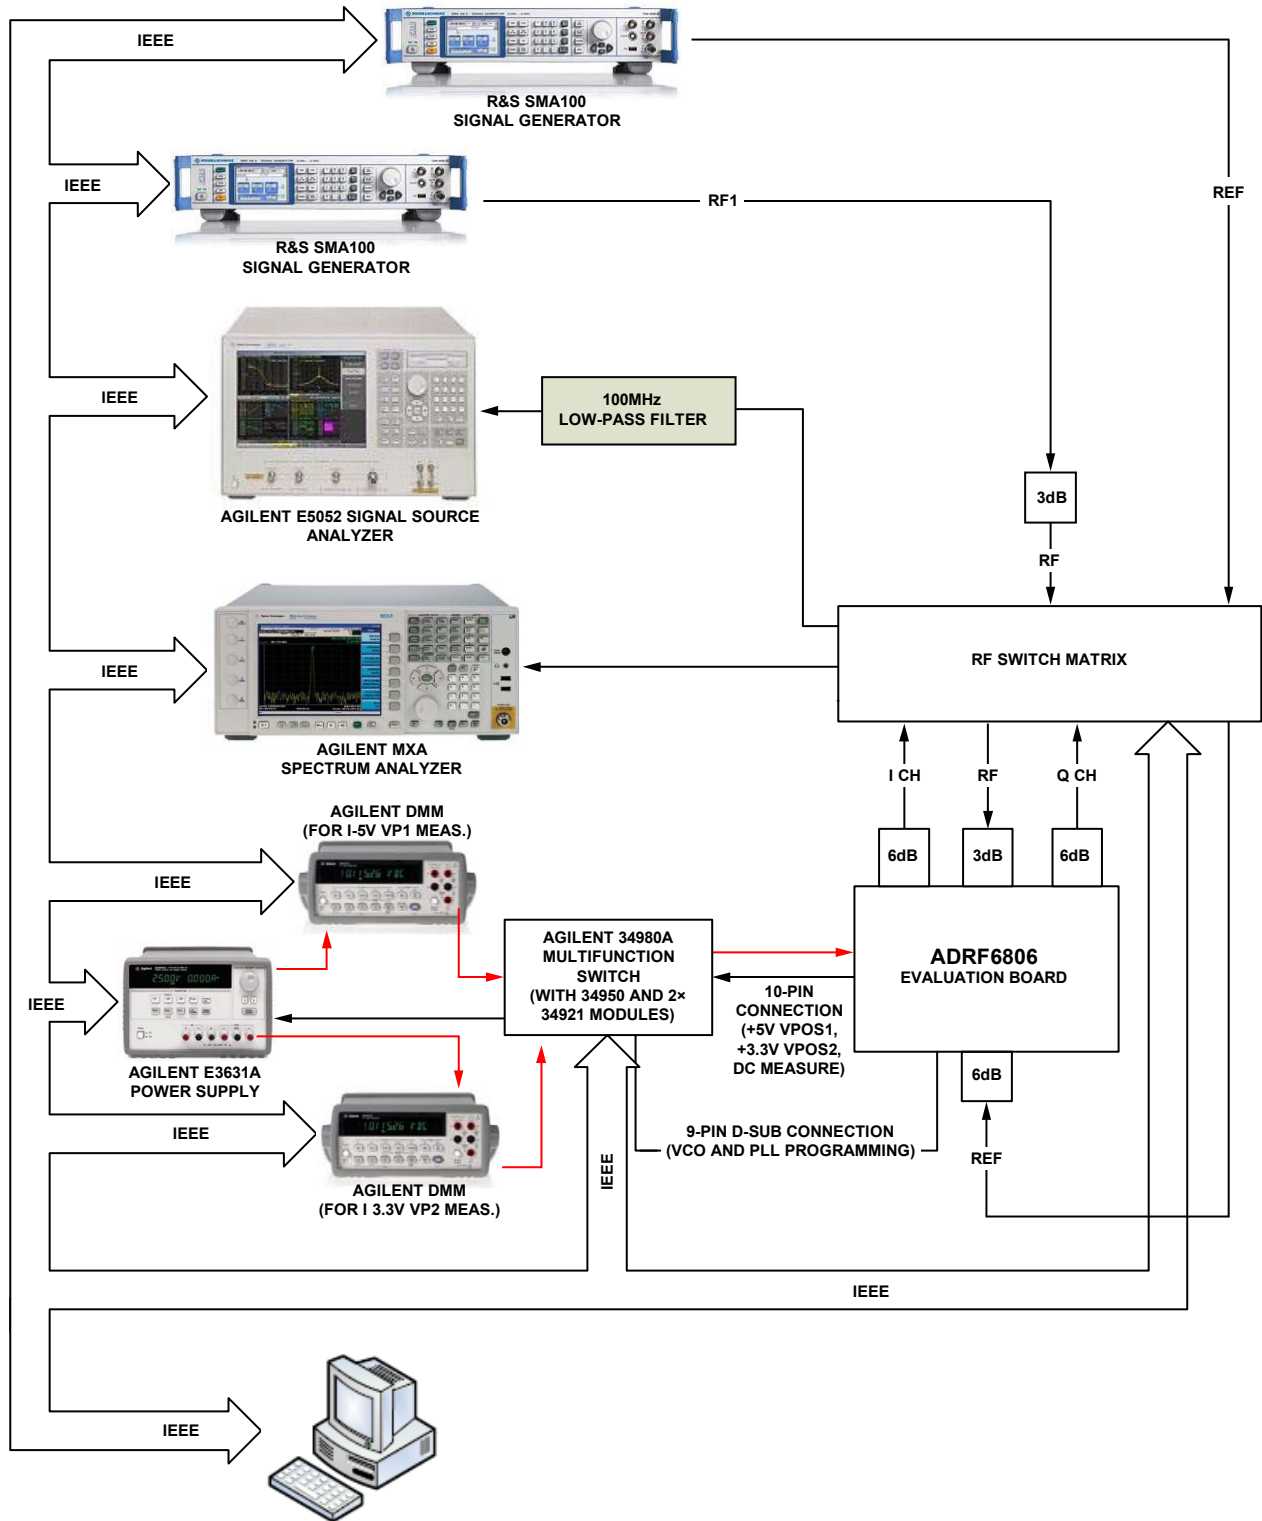 IEEE
R&S SMA100
SIGNAL GENERATOR
IEEE
RF1
REF
R&S SMA100
SIGNAL GENERATOR
IEEE
100MHz
LOW-PASS FILTER
3dB
AGILENT E5052 SIGNAL SOURCE
ANALYZER
RF
IEEE
RF SWITCH MATRIX
AGILENT MXA
SPECTRUM ANALYZER
I CH
RF
Q CH
AGILENT DMM
(FOR I-5V VP1 MEAS.)
6dB
3dB
6dB
IEEE
AGILENT 34980A
MULTIFUNCTION
SWITCH
(WITH 34950 AND 2×
34921 MODULES)
ADRF6806
EVALUATION BOARD
IEEE
10-PIN
CONNECTION
(+5V VPOS1,
+3.3V VPOS2,
DC MEASURE)
AGILENT E3631A
POWER SUPPLY
6dB
IEEE
9-PIN D-SUB CONNECTION
(VCO AND PLL PROGRAMMING)
REF
IEEE
AGILENT DMM
(FOR I 3.3V VP2 MEAS.)
IEEE
IEEE